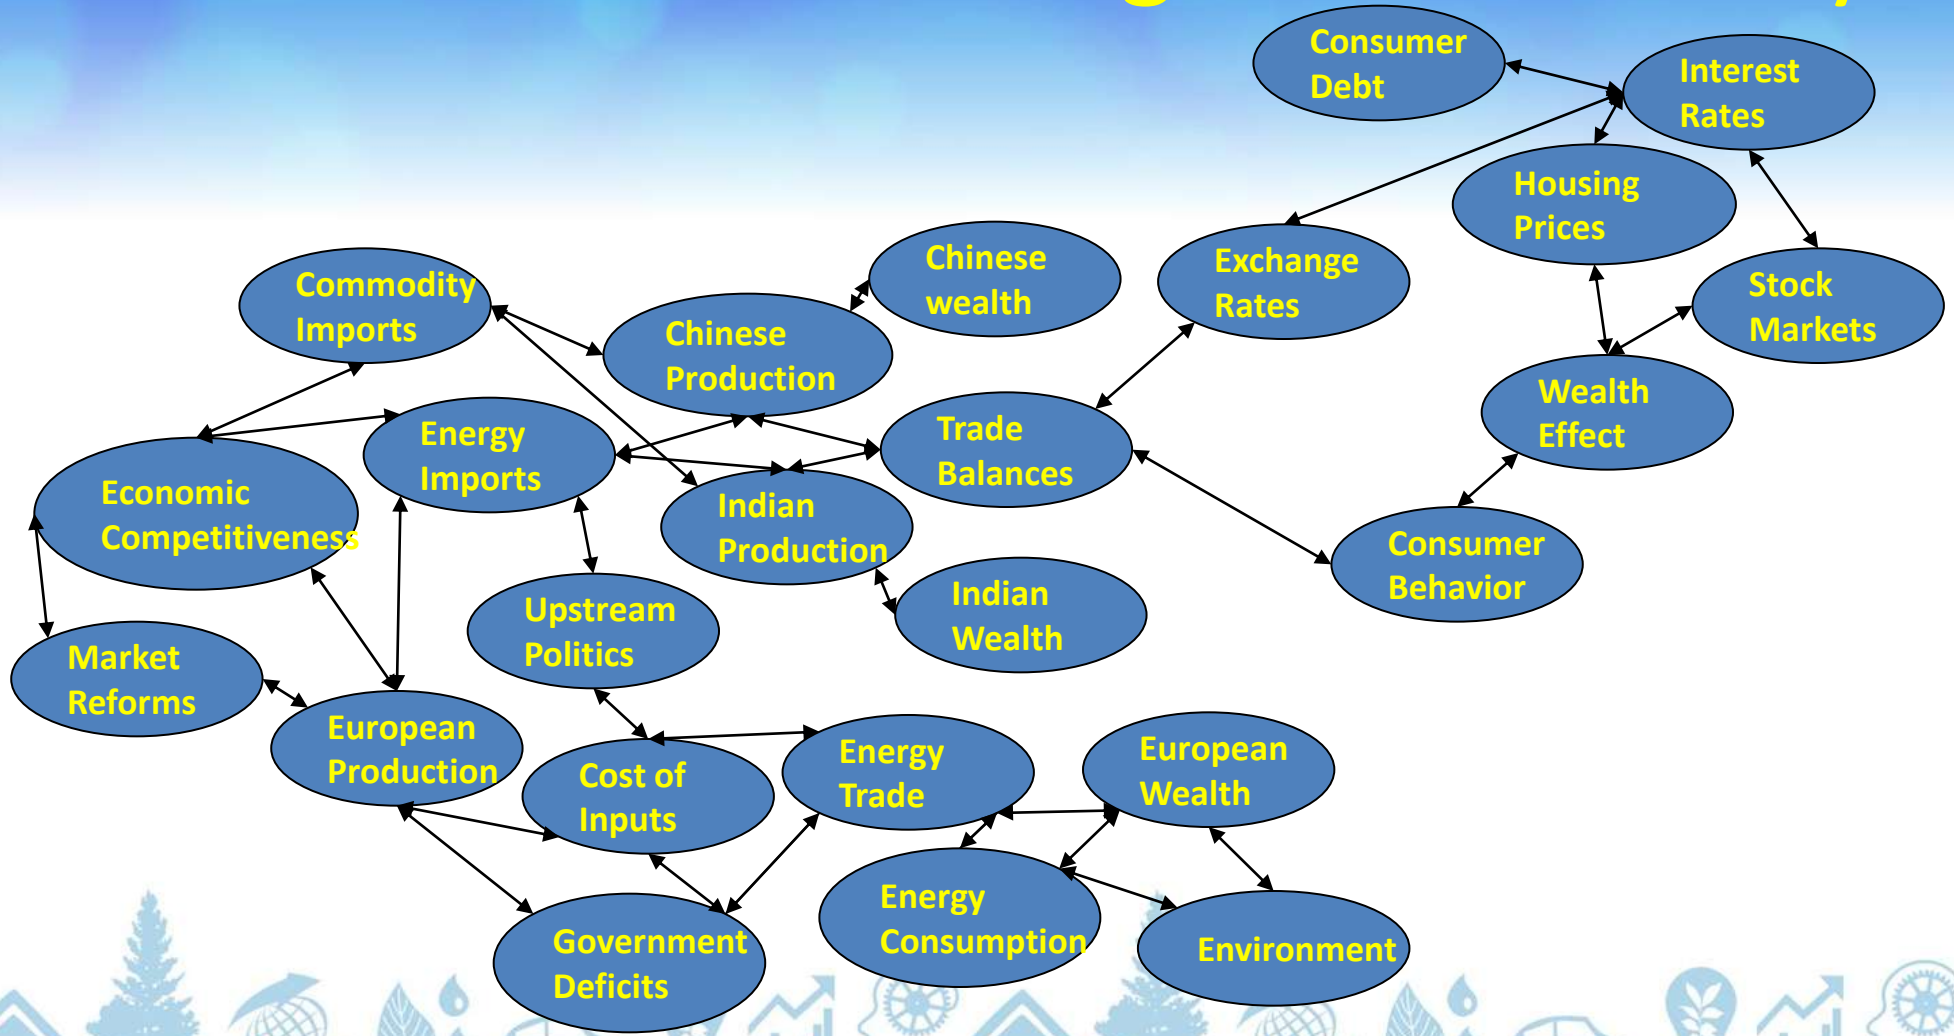 Consumer
Debt
Interest
Rates
Housing
Prices
Chinese
wealth
Exchange
Rates
Commodity
Imports
Stock
Markets
Chinese
Production
Wealth
Effect
Energy
Imports
Trade
Balances
Economic
Competitiveness
Indian
Production
Consumer
Behavior
Indian
Wealth
Upstream
Politics
Market
Reforms
European
Production
Cost of
Inputs
Energy
Trade
European
Wealth
Energy
Consumption
Environment
Government
Deficits